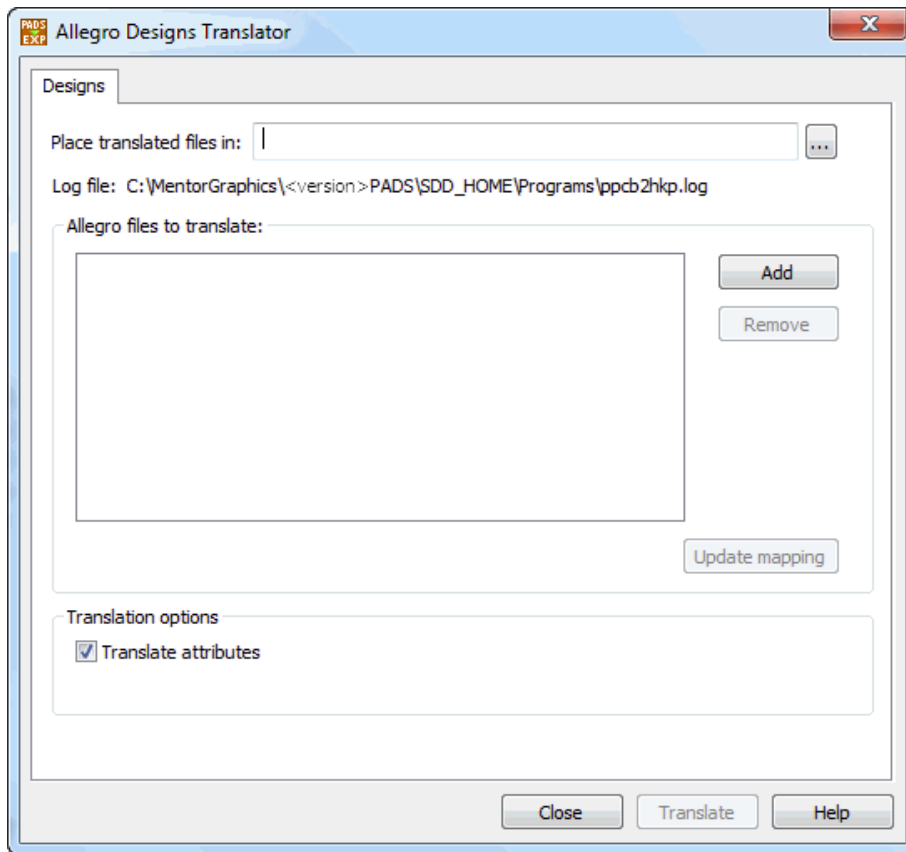 PADS
EXP
Allegro Designs Translator
Designs
Place translated files in:
...
Log file: C:\MentorGraphics\<version>PADS\SDD_HOME\Programs\ppcb2hkp.log
Allegro files to translate:
Add
Remove
Update mapping
Translation options
Translate attributes
Close Translate Help